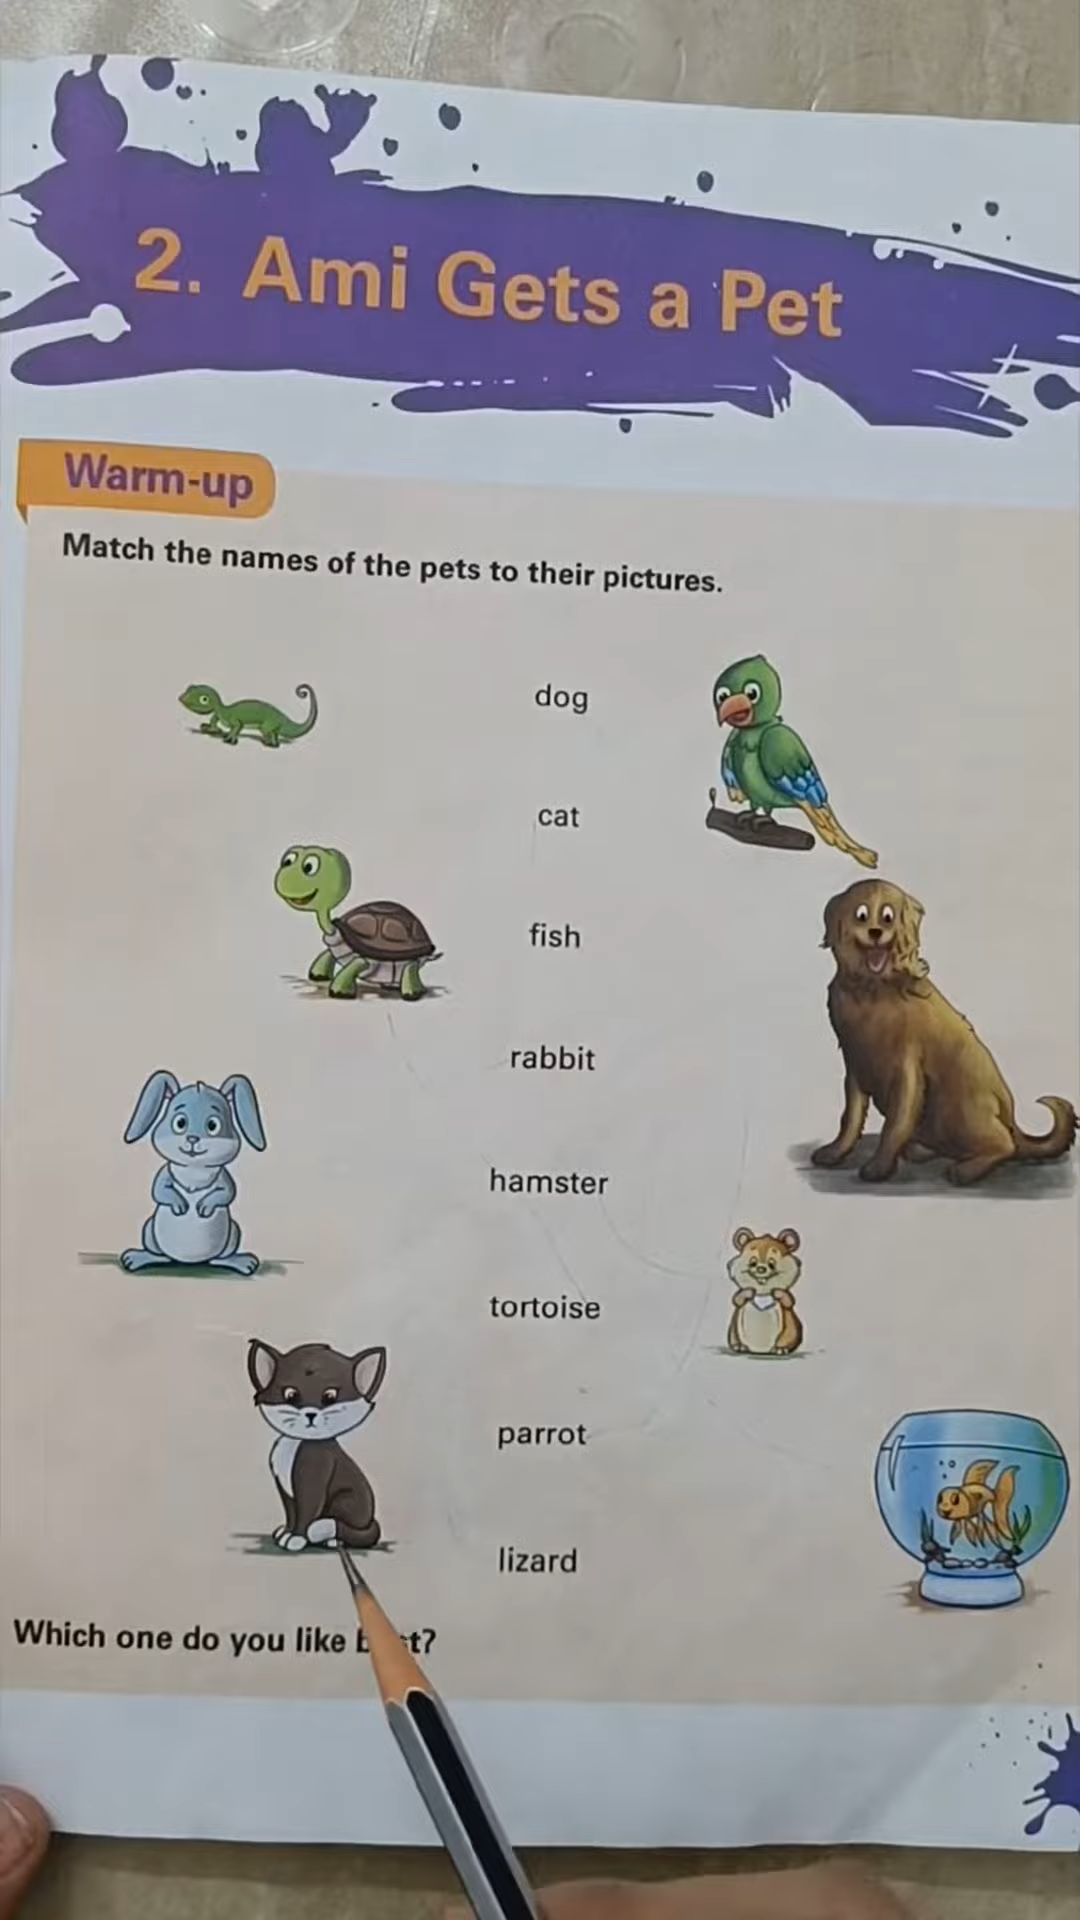 2. Ami Gets a Pet
Warm-up
Match the names of the pets to their pictures.
dog
cat
fish
rabbit
hamster
tortoise
parrot
lizard
Which one do you like